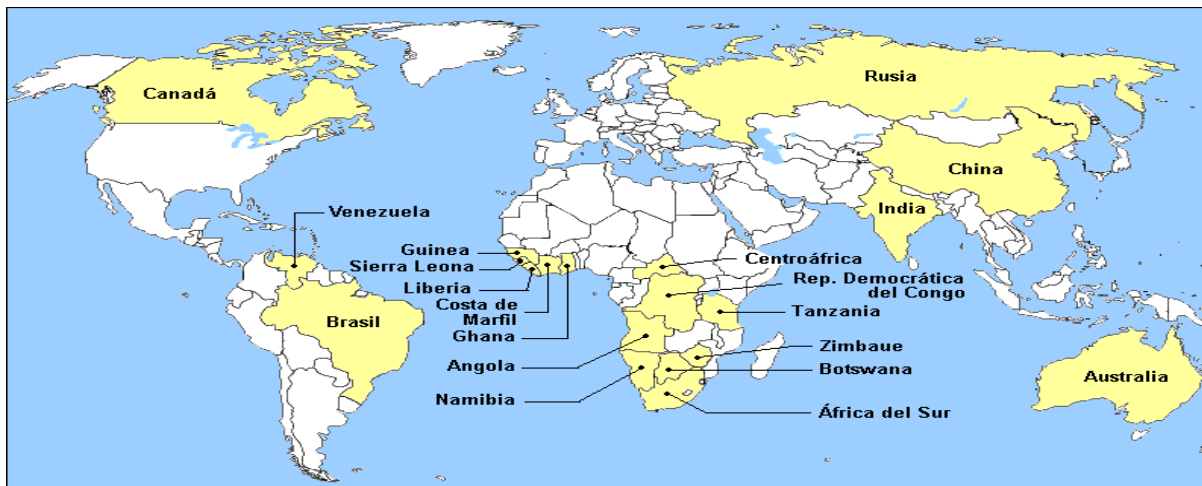 Canadá
Rusia
China
India
Venezuela
Guinea
Sierra Leona
Liberia
Costa de
Marfil
Ghana
Centroáfrica
Rep. Democrática
del Congo
Tanzania
Brasil
Angola
Zimbaue
Botswana
Namibia
África del Sur
Australia